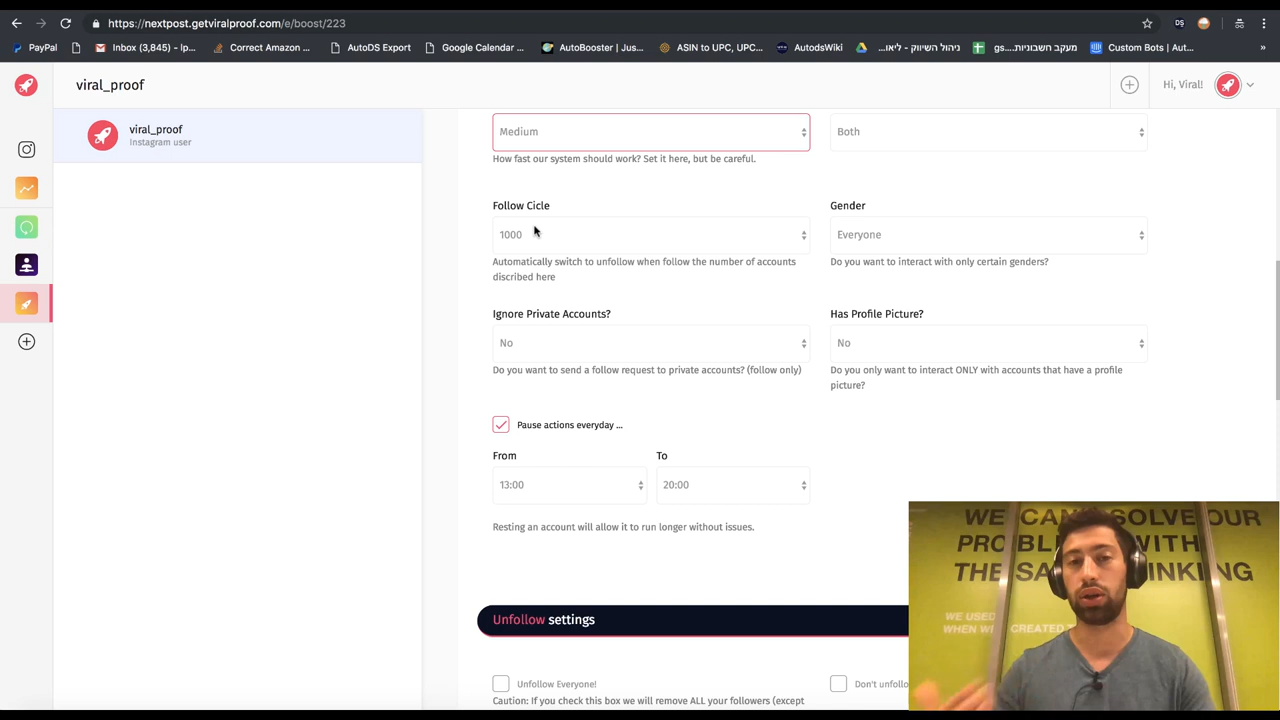 https://nextpost.getviralproof.com/e/boost/223
PayPal
Inbox (3,845) - Ip...
Correct Amazon ...
AutoDS Export
Google Calendar ...
AutoBooster | Jus...
ASIN to UPC, UPC...
AutodsWiki
ניהול השיווק - ליאו...
מעקב חשבוניות - gs...
Custom Bots | Aut...
»
viral_proof
Hi, Viral!
viral_proof
Instagram user
Medium
Both
How fast our system should work? Set it here, but be careful.
Follow Cicle
Gender
1000
Everyone
Automatically switch to unfollow when follow the number of accounts
discribed here
Do you want to interact with only certain genders?
Ignore Private Accounts?
Has Profile Picture?
No
No
Do you want to send a follow request to private accounts? (follow only)
Do you only want to interact ONLY with accounts that have a profile
picture?
Pause actions everyday ...
From
To
13:00
20:00
Resting an account will allow it to run longer without issues.
WE CAN'T SOLVE OUR
PROBL WITH
THE SA INKING
WE USED
WHEN W CREATED T
Unfollow settings
Unfollow Everyone!
Don't unfollo
Caution: If you check this box we will remove ALL your followers (except